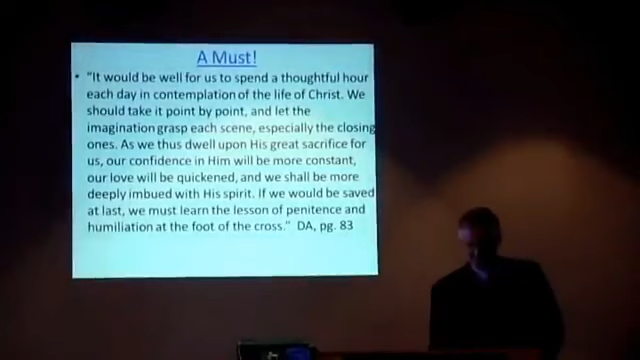 A Must!
• "It would be well for us to spend a thoughtful hour
each day in contemplation of the life of Christ. We
should take it point by point, and let the
imagination grasp each scene, especially the closing
ones. As we thus dwell upon His great sacrifice for
us, our confidence in Him will be more constant,
our love will be quickened, and we shall be more
deeply imbued with His spirit. If we would be saved
at last, we must learn the lesson of penitence and
humiliation at the foot of the cross." DA, pg. 83